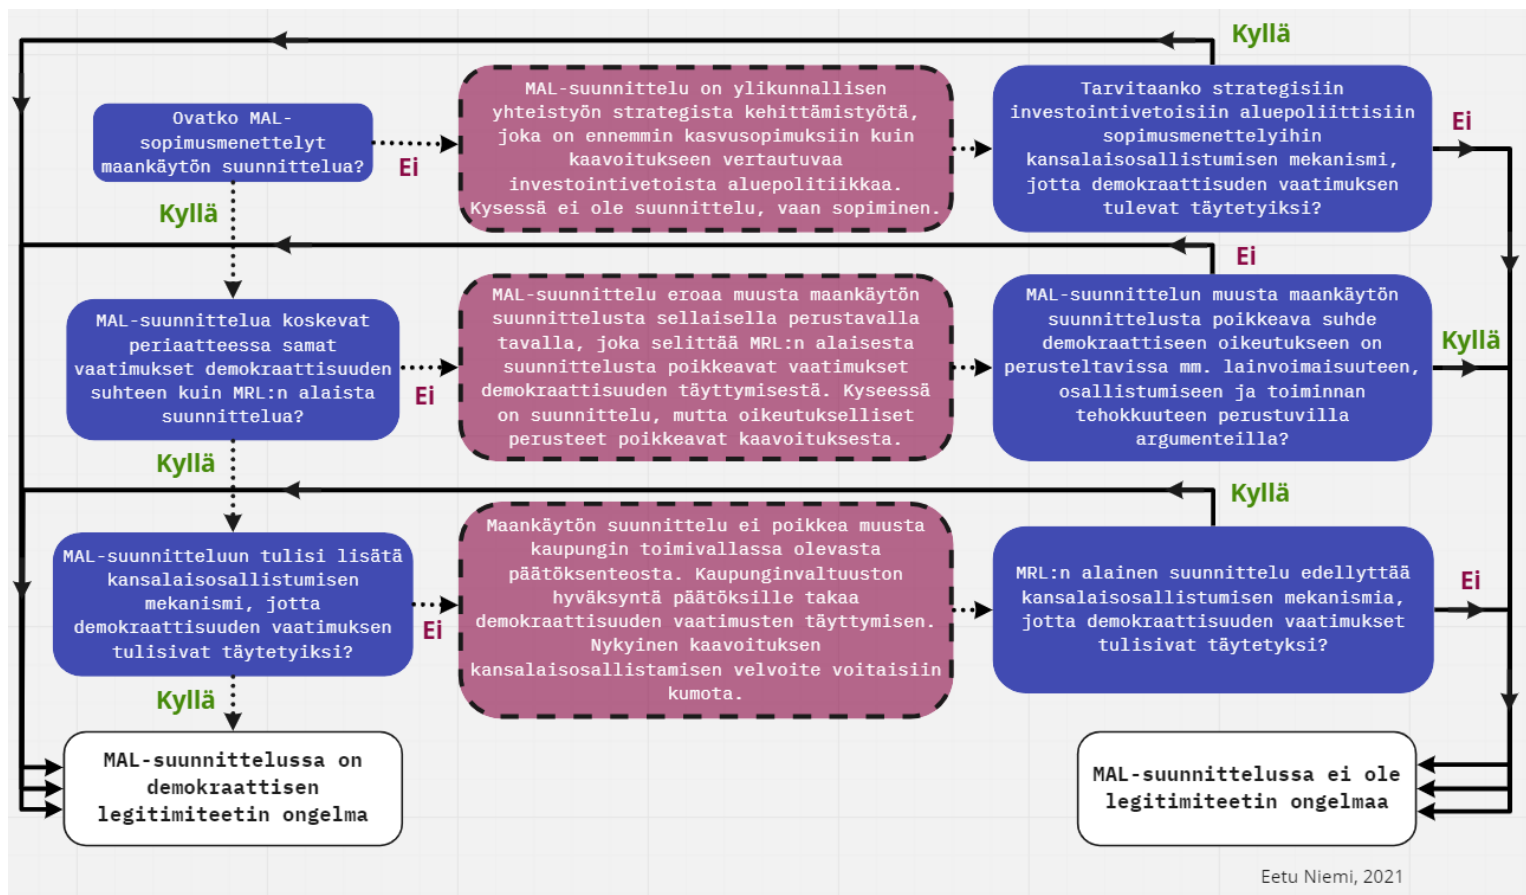 Kyllä
Ovatko MAL-
sopimusmenettelyt
maankäytön suunnittelua?
Ei
MAL-suunnittelu on ylikunnallisen
yhteistyön strategista kehittämistyötä,
joka on ennemmin kasvusopimuksiin kuin
kaavoitukseen vertautuvaa
investointivetoista aluepolitiikkaa.
Kysessä ei ole suunnittelu, vaan sopiminen.
Tarvitaanko strategisiin
investointivetoisiin aluepoliittisiin
sopimusmenettelyihin
kansalaisosallistumisen mekanismi,
jotta demokraattisuden vaatimuksen
tulevat täytetyiksi?
Ei
Kyllä
Ei
MAL-suunnittelua koskevat
periaatteessa samat
vaatimukset demokraattisuuden
suhteen kuin MRL:n alaista
suunnittelua?
Ei
MAL-suunnittelu eroaa muusta maankäytön
suunnittelusta sellaisella perustavalla
tavalla, joka selittää MRL:n alaisesta
suunnittelusta poikkeavat vaatimukset
demokraattisuuden täyttymisestä. Kyseessä
on suunnittelu, mutta oikeutukselliset
perusteet poikkeavat kaavoituksesta.
MAL-suunnittelun muusta maankäytön
suunnittelusta poikkeava suhde
demokraattiseen oikeutukseen on
perusteltavissa mm. lainvoimaisuuteen,
osallistumiseen ja toiminnan
tehokkuuteen perustuvilla
argumenteilla?
Kyllä
Kyllä
Kyllä
MAL-suunnitteluun tulisi lisätä
kansalaisosallistumisen
mekanismi, jotta
demokraattisuuden vaatimuksen
tulisivat täytetyiksi?
Ei
Maankäytön suunnittelu ei poikkea muusta
kaupungin toimivallassa olevasta
päätöksenteosta. Kaupunginvaltuuston
hyväksyntä päätöksille takaa
demokraattisuuden vaatimusten täyttymisen.
Nykyinen kaavoituksen
kansalaisosallistamisen velvoite voitaisiin
kumota.
MRL:n alainen suunnittelu edellyttää
kansalaisosallistumisen mekanismia,
jotta demokraattisuuden vaatimukset
tulisivat täytetyksi?
Ei
Kyllä
MAL-suunnittelussa on
demokraattisen
legitimiteetin ongelma
MAL-suunnittelussa ei ole
legitimiteetin ongelmaa
Eetu Niemi, 2021